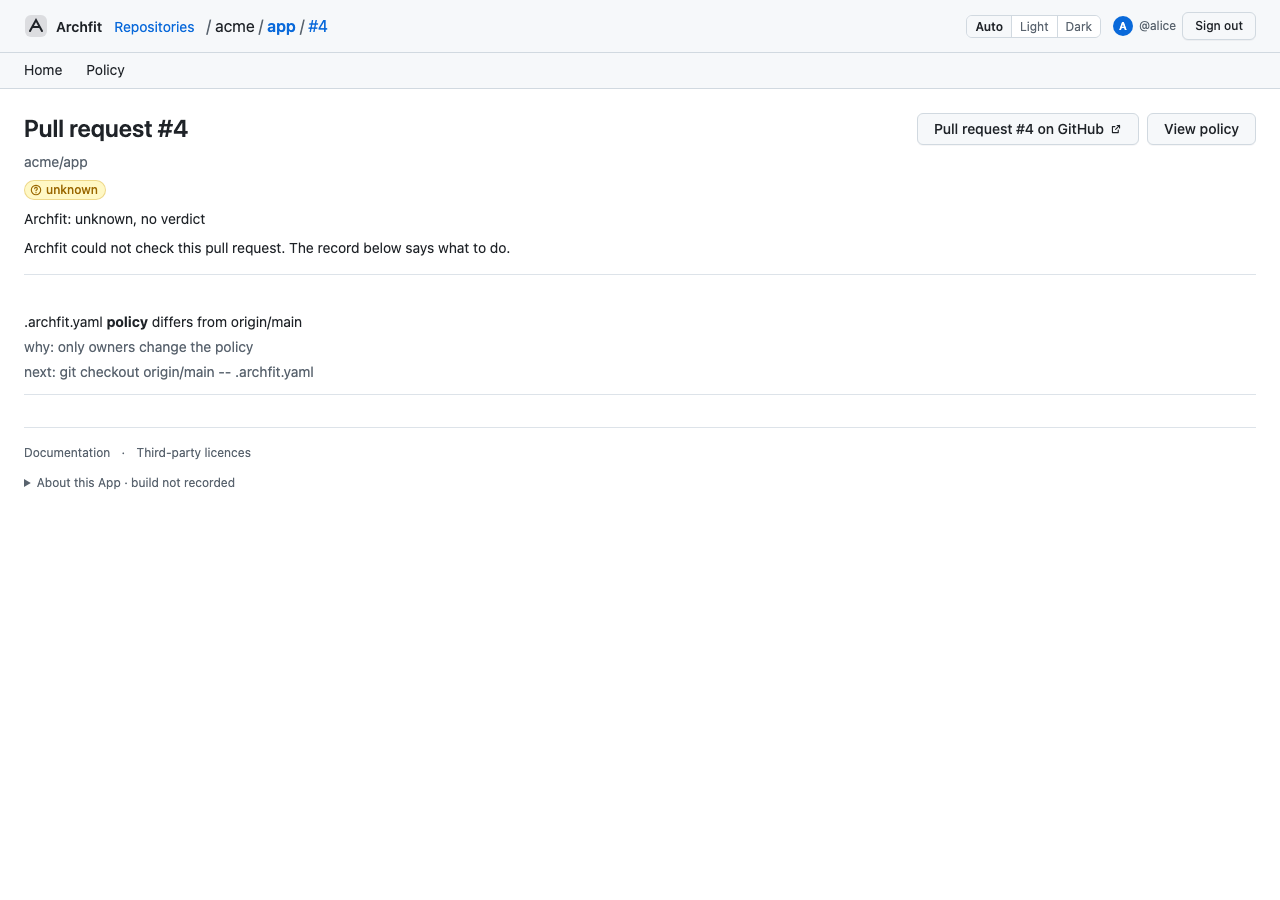 Archfit Repositories / acme / app / #4
Auto Light Dark A @alice Sign out
Home Policy
Pull request #4
Pull request #4 on GitHub View policy
acme/app
unknown
Archfit: unknown, no verdict
Archfit could not check this pull request. The record below says what to do.
.archfit.yaml policy differs from origin/main
why: only owners change the policy
next: git checkout origin/main -- .archfit.yaml
Documentation · Third-party licences
About this App · build not recorded